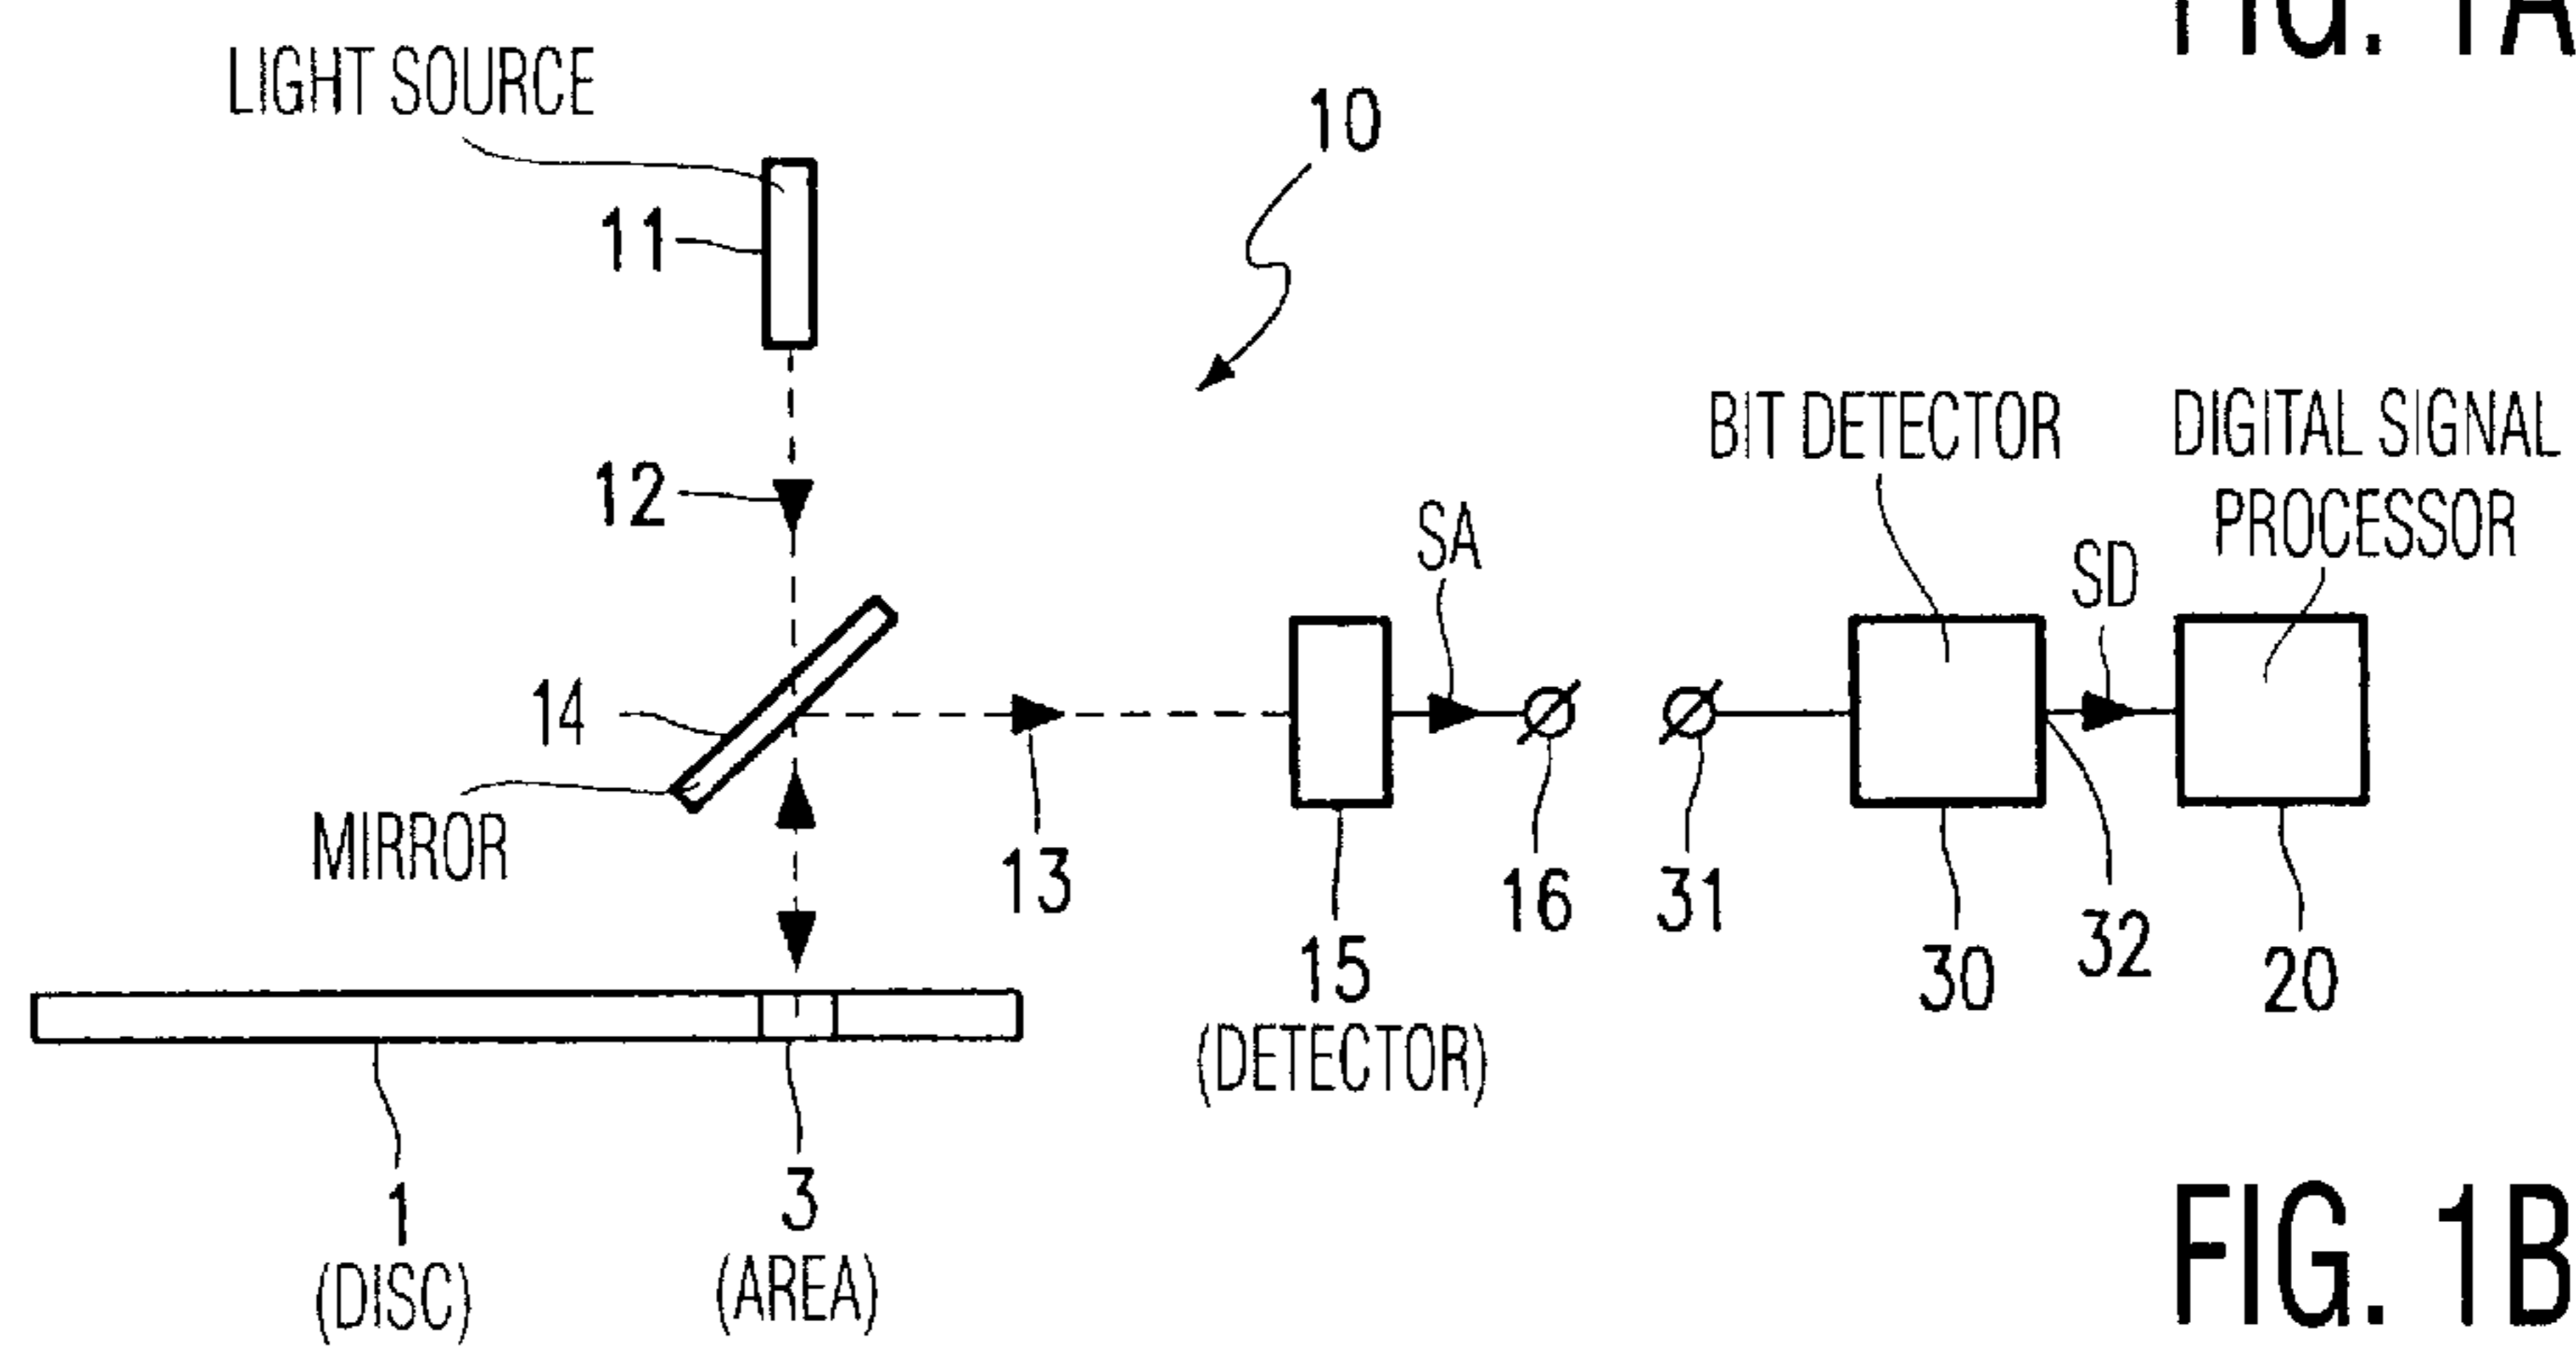 FIG. 1A
LIGHT SOURCE
10
11
BIT DETECTOR
DIGITAL SIGNAL
PROCESSOR
12
SA
SD
14
MIRROR
13
16
31
32
15
(DETECTOR)
30
20
1
(DISC)
3
(AREA)
FIG. 1B